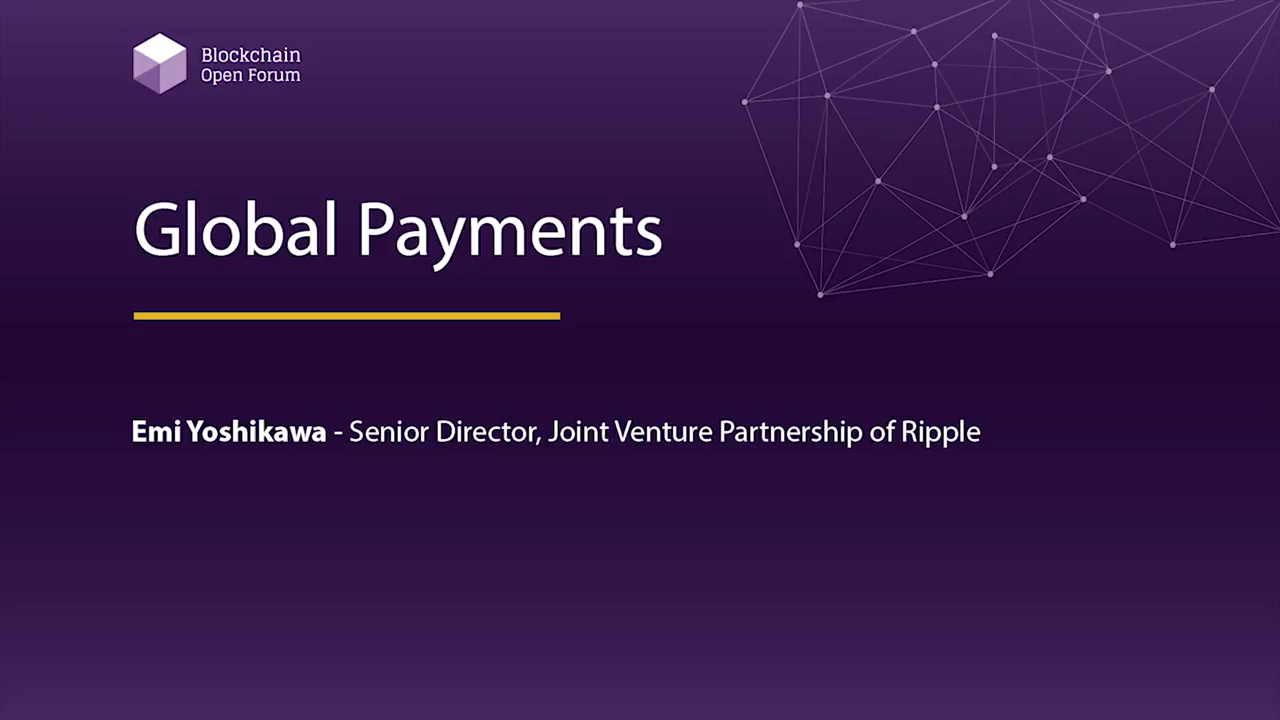 Blockchain
Open Forum
Global Payments
Emi Yoshikawa - Senior Director, Joint Venture Partnership of Ripple